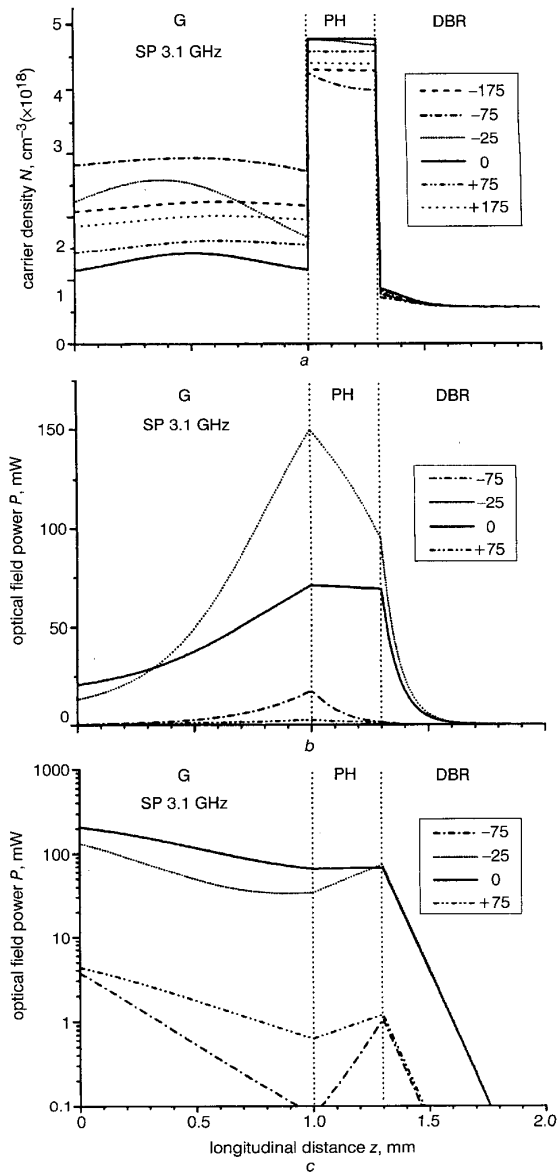 G PH DBR
SP 3.1 GHz
5
4
3
2
1
0
carrier density N, cm⁻³(×10¹⁸)
−175
−75
−25
0
+75
+175
a
G PH DBR
SP 3.1 GHz
150
100
50
0
optical field power P, mW
−75
−25
0
+75
b
G PH DBR
SP 3.1 GHz
1000
100
10
1
0.1
optical field power P, mW
−75
−25
0
+75
0 0.5 1.0 1.5 2.0
longitudinal distance z, mm
c